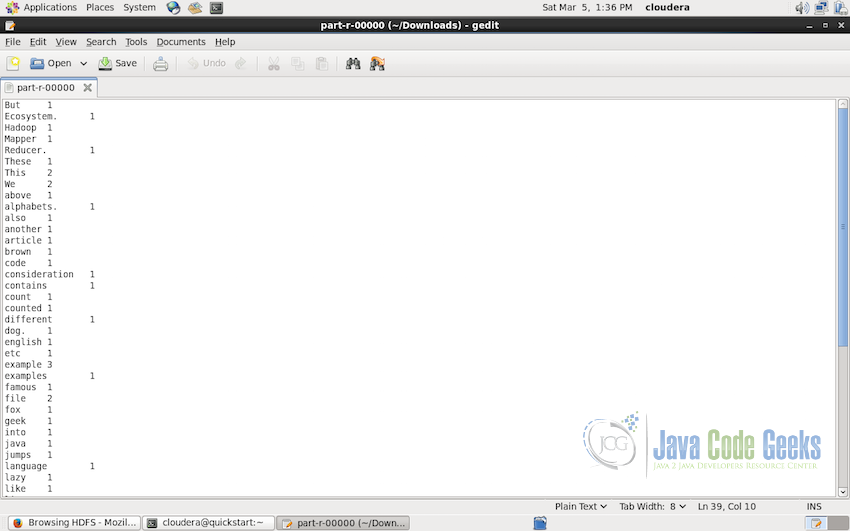 Applications Places System Sat Mar 5, 1:36 PM cloudera
part-r-00000 (~/Downloads) - gedit
File Edit View Search Tools Documents Help
Open Save Undo
part-r-00000
But 1
Ecosystem. 1
Hadoop 1
Mapper 1
Reducer. 1
These 1
This 2
We 2
above 1
alphabets. 1
also 1
another 1
article 1
brown 1
code 1
consideration 1
contains 1
count 1
counted 1
different 1
dog. 1
english 1
etc 1
example 3
examples 1
famous 1
file 2
fox 1
geek 1
into 1
java 1
jumps 1
language 1
lazy 1
like 1
JCG
Java Code Geeks
JAVA 2 JAVA DEVELOPERS RESOURCE CENTER
Plain Text Tab Width: 8 Ln 39, Col 10 INS
Browsing HDFS - Mozil... cloudera@quickstart:~ part-r-00000 (~/Down...